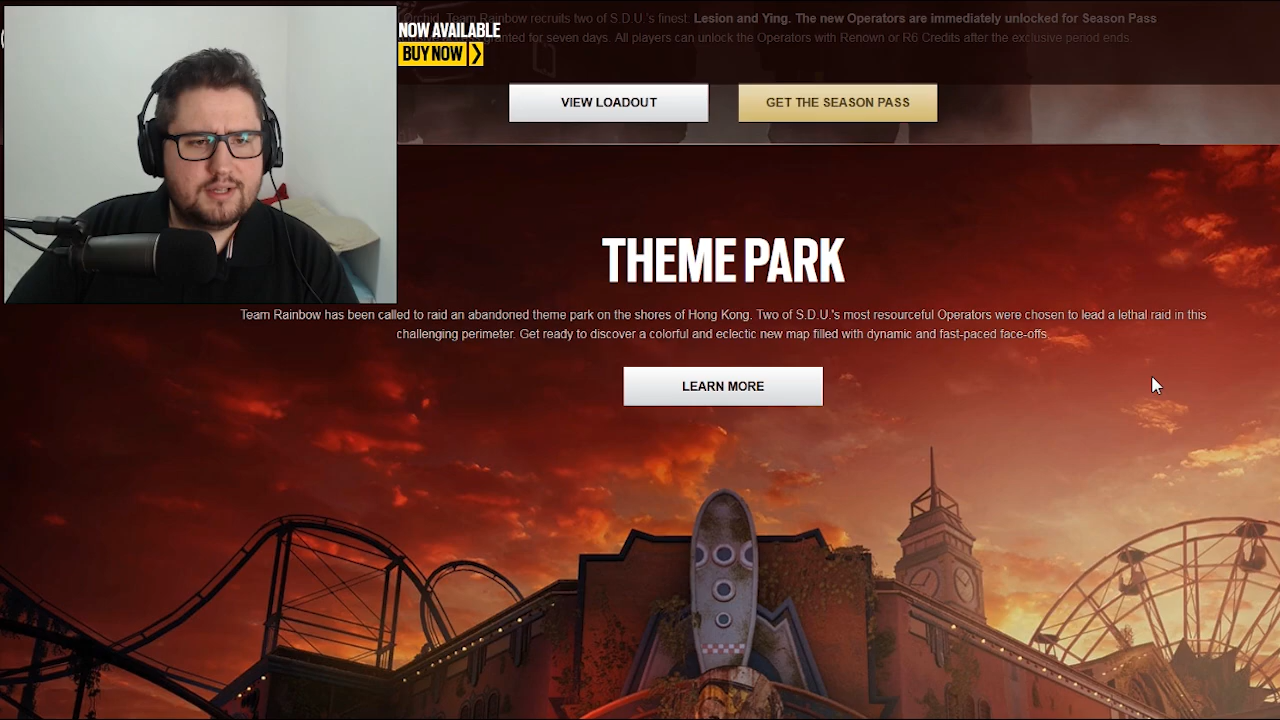 Orchid, Team Rainbow recruits two of S.D.U.'s finest: Lesion and Ying. The new Operators are immediately unlocked for Season Pass
granted for seven days. All players can unlock the Operators with Renown or R6 Credits after the exclusive period ends.
NOW AVAILABLE
BUY NOW
VIEW LOADOUT
GET THE SEASON PASS
THEME PARK
Team Rainbow has been called to raid an abandoned theme park on the shores of Hong Kong. Two of S.D.U.'s most resourceful Operators were chosen to lead a lethal raid in this
challenging perimeter. Get ready to discover a colorful and eclectic new map filled with dynamic and fast-paced face-offs.
LEARN MORE